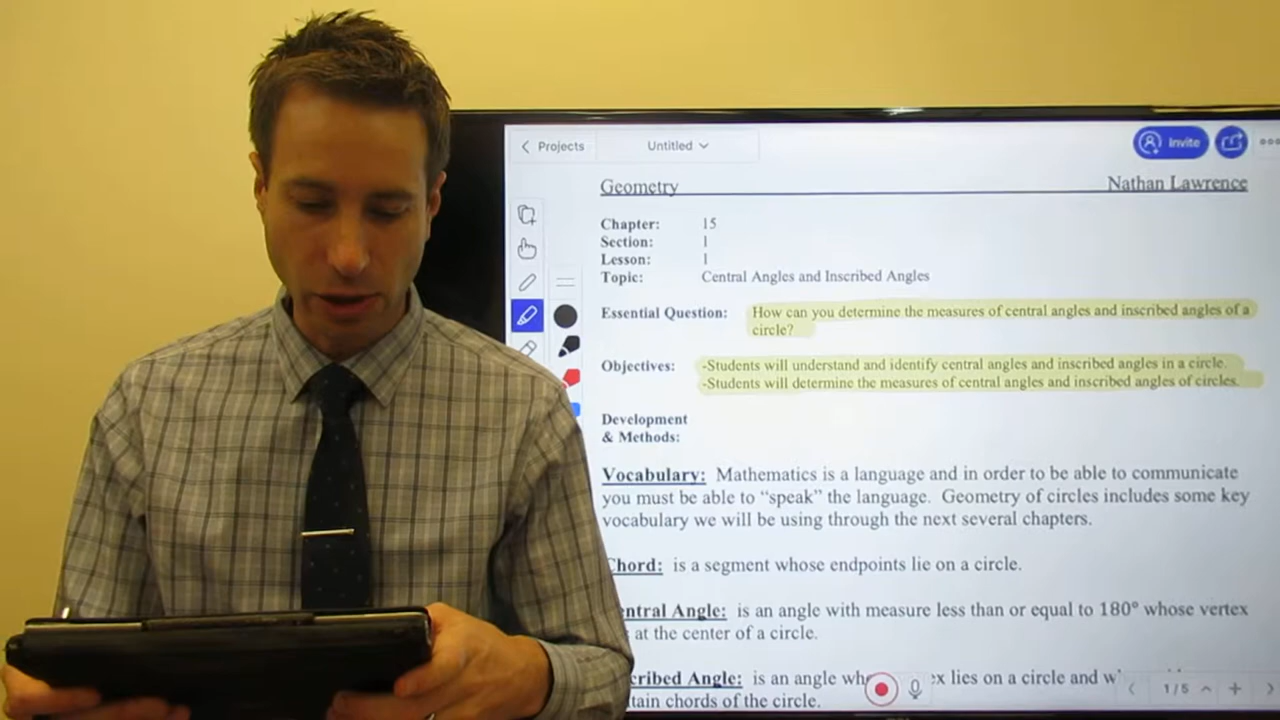 Projects
Untitled
Invite
Geometry
Nathan Lawrence
Chapter: 15
Section: 1
Lesson: 1
Topic: Central Angles and Inscribed Angles
Essential Question: How can you determine the measures of central angles and inscribed angles of a
circle?
Objectives: -Students will understand and identify central angles and inscribed angles in a circle.
-Students will determine the measures of central angles and inscribed angles of circles.
Development
& Methods:
Vocabulary: Mathematics is a language and in order to be able to communicate
you must be able to “speak” the language. Geometry of circles includes some key
vocabulary we will be using through the next several chapters.
Chord: is a segment whose endpoints lie on a circle.
entral Angle: is an angle with measure less than or equal to 180° whose vertex
at the center of a circle.
cribed Angle: is an angle lies on a circle and
tain chords of the circle.
1/5